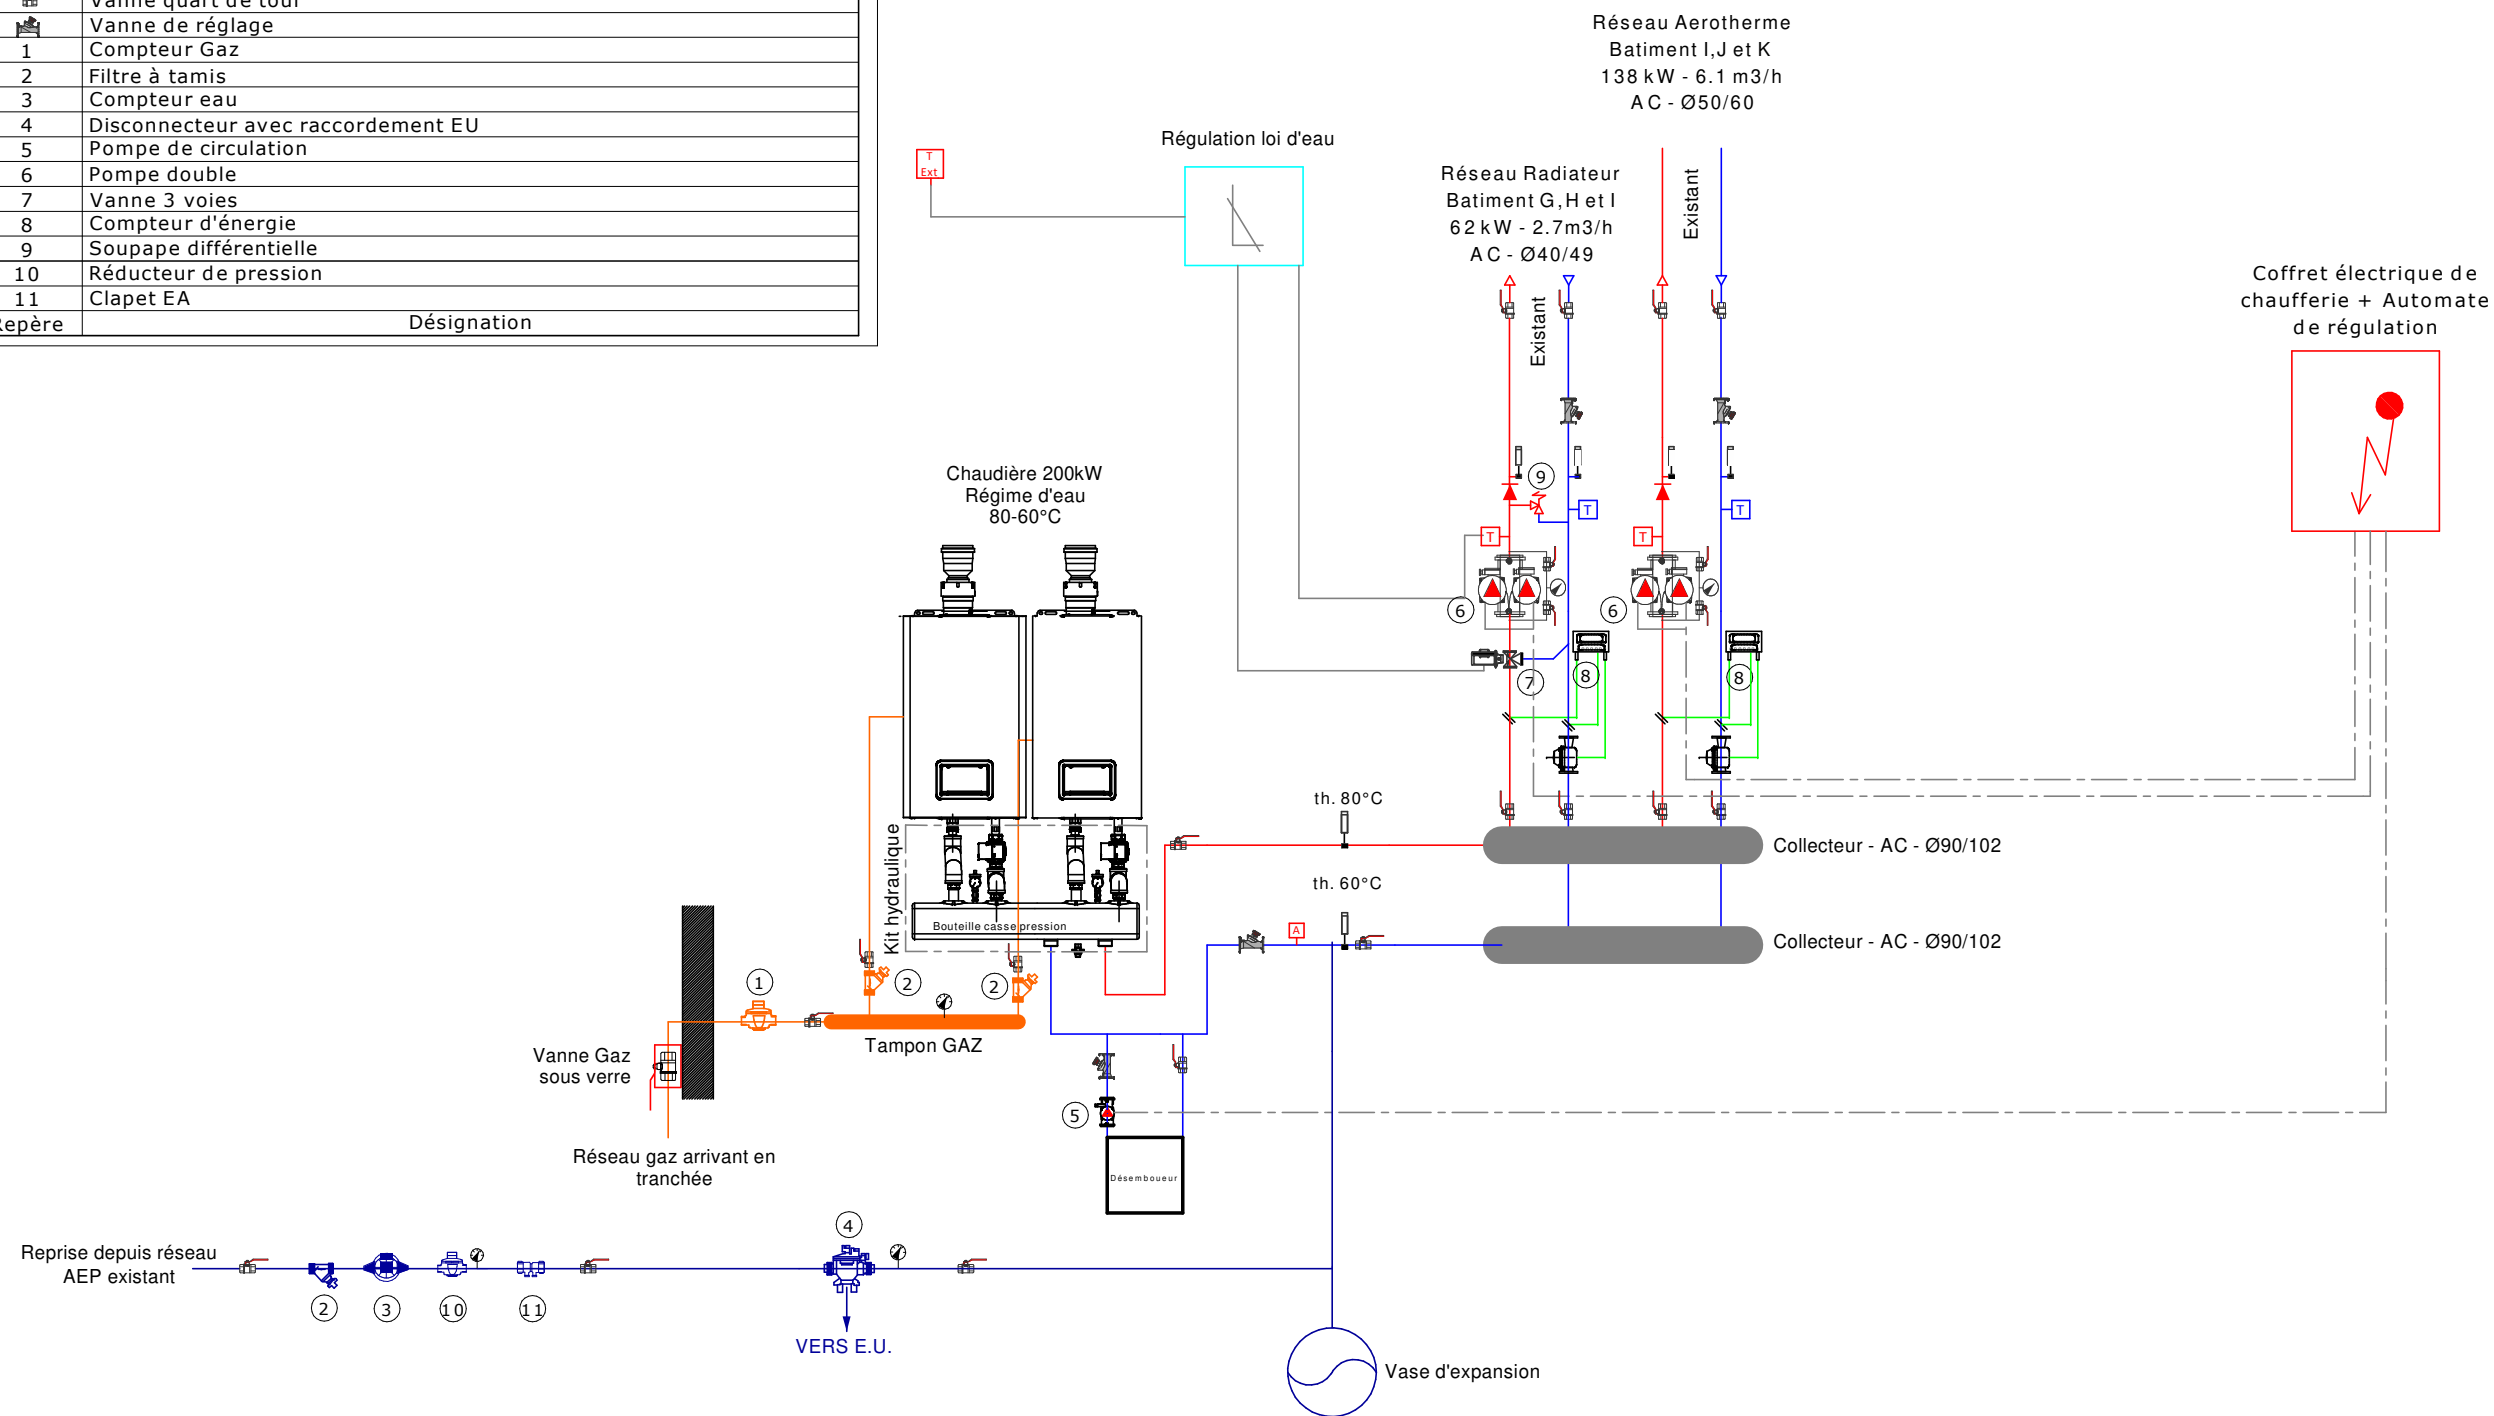 Vanne quart de tour
Vanne de réglage
1 Compteur Gaz
2 Filtre à tamis
3 Compteur eau
4 Disconnecteur avec raccordement EU
5 Pompe de circulation
6 Pompe double
7 Vanne 3 voies
8 Compteur d'énergie
9 Soupape différentielle
10 Réducteur de pression
11 Clapet EA
Repère Désignation
Réseau Aerotherme
Batiment I,J et K
138 kW - 6.1 m3/h
AC - Ø50/60
Régulation loi d'eau
T
Ext
Réseau Radiateur
Batiment G,H et I
62 kW - 2.7m3/h
AC - Ø40/49
Existant
Existant
Coffret électrique de
chaufferie + Automate
de régulation
Chaudière 200kW
Régime d'eau
80-60°C
9
T
T
T
T
6
6
7
8
8
th. 80°C
Collecteur - AC - Ø90/102
th. 60°C
A
Collecteur - AC - Ø90/102
Kit hydraulique
Bouteille casse pression
1
2
2
Tampon GAZ
Vanne Gaz
sous verre
5
Réseau gaz arrivant en
tranchée
Désemboueur
Reprise depuis réseau
AEP existant
2
3
10
11
4
VERS E.U.
Vase d'expansion